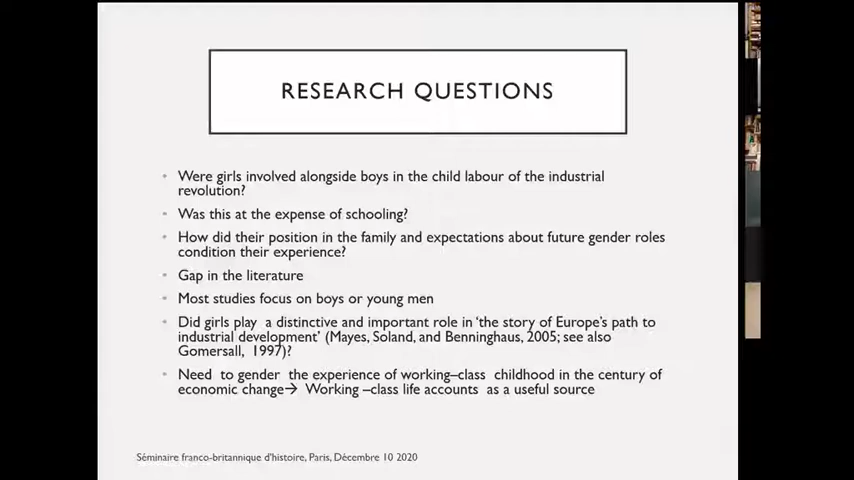 RESEARCH QUESTIONS
• Were girls involved alongside boys in the child labour of the industrial
revolution?
• Was this at the expense of schooling?
• How did their position in the family and expectations about future gender roles
condition their experience?
• Gap in the literature
• Most studies focus on boys or young men
• Did girls play a distinctive and important role in ‘the story of Europe’s path to
industrial development’ (Mayes, Soland, and Benninghaus, 2005; see also
Gomersall, 1997)?
• Need to gender the experience of working–class childhood in the century of
economic change→ Working –class life accounts as a useful source
Séminaire franco-britannique d'histoire, Paris, Décembre 10 2020